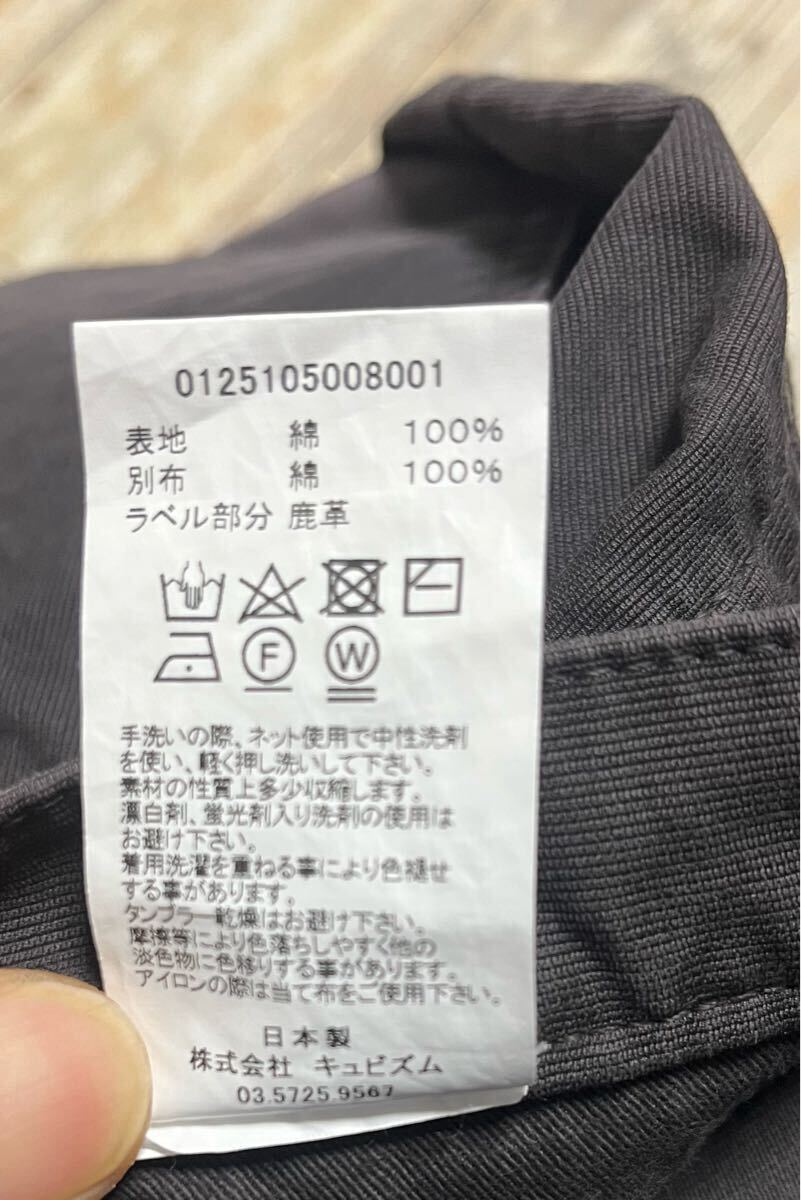 0125105008001
表地 綿 100%
別布 綿 100%
ラベル部分 鹿革
F W
手洗いの際、ネット使用で中性洗剤
を使い、軽く押し洗いして下さい。
素材の性質上多少収縮します。
漂白剤、蛍光剤入り洗剤の使用は
お避け下さい。
着用洗濯を重ねる事により色褪せ
する事があります。
タンブラー乾燥はお避け下さい。
摩擦等により色落ちしやすく他の
淡色物に色移りする事があります。
アイロンの際は当て布をご使用下さい。
日本製
株式会社 キュビズム
03.5725.9567